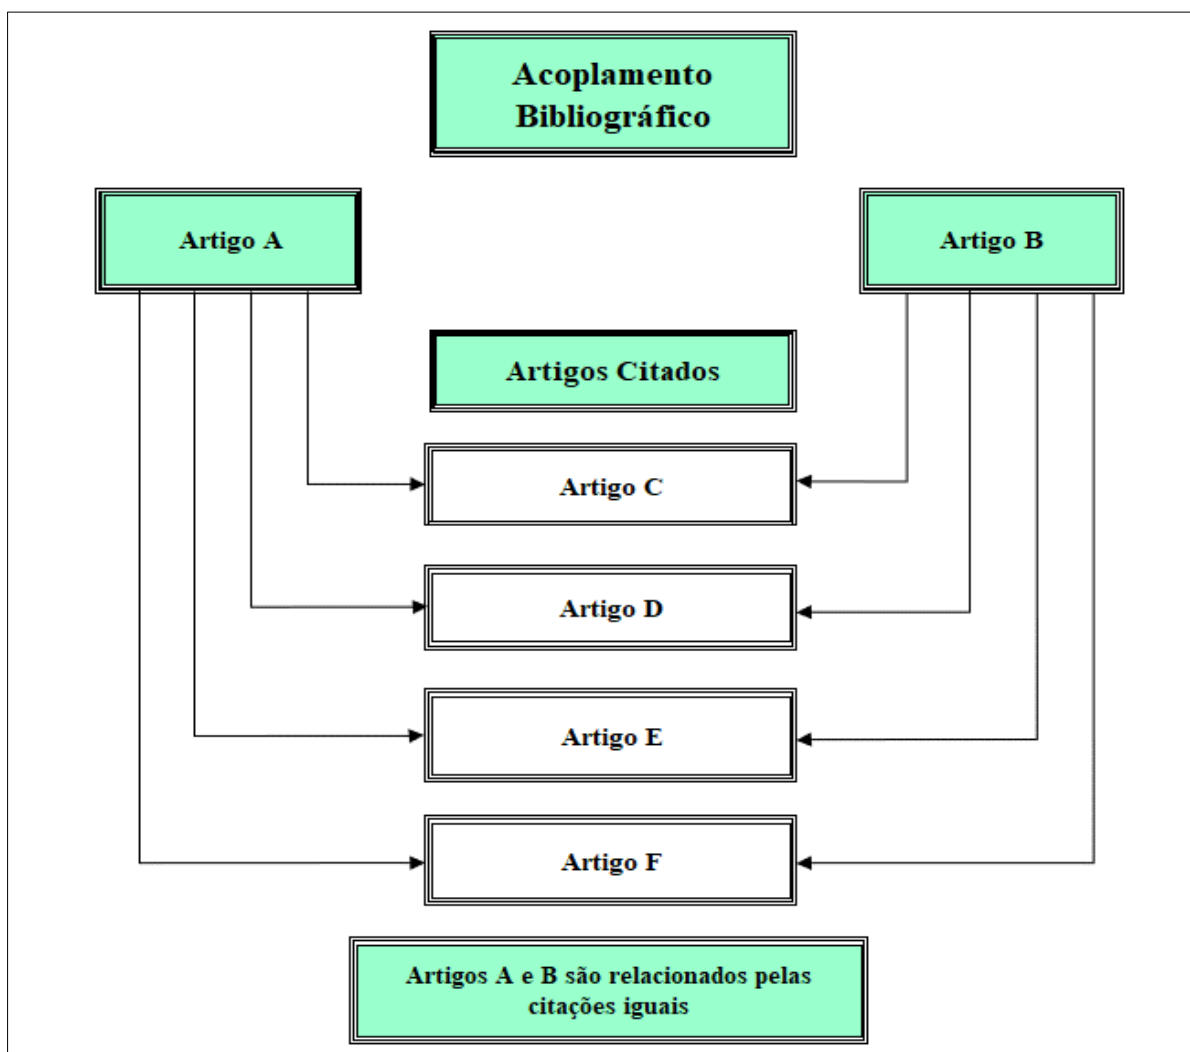 Acoplamento
Bibliográfico
Artigo A
Artigo B
Artigos Citados
Artigo C
Artigo D
Artigo E
Artigo F
Artigos A e B são relacionados pelas
citações iguais